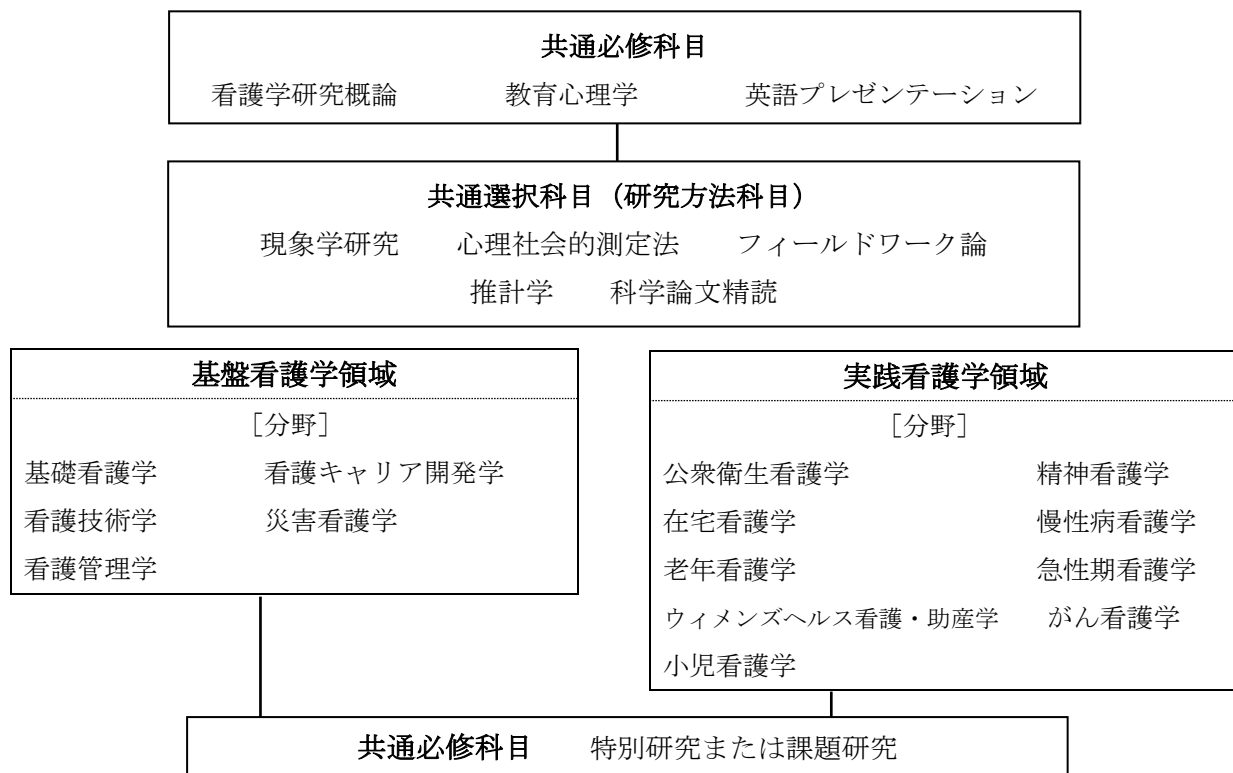 共通必修科目
看護学研究概論 教育心理学 英語プレゼンテーション
共通選択科目（研究方法科目）
現象学研究 心理社会的測定法 フィールドワーク論
推計学 科学論文精読
基盤看護学領域
［分野］
基礎看護学 看護キャリア開発学
看護技術学 災害看護学
看護管理学
実践看護学領域
［分野］
公衆衛生看護学 精神看護学
在宅看護学 慢性病看護学
老年看護学 急性期看護学
ウィメンズヘルス看護・助産学 がん看護学
小児看護学
共通必修科目 特別研究または課題研究